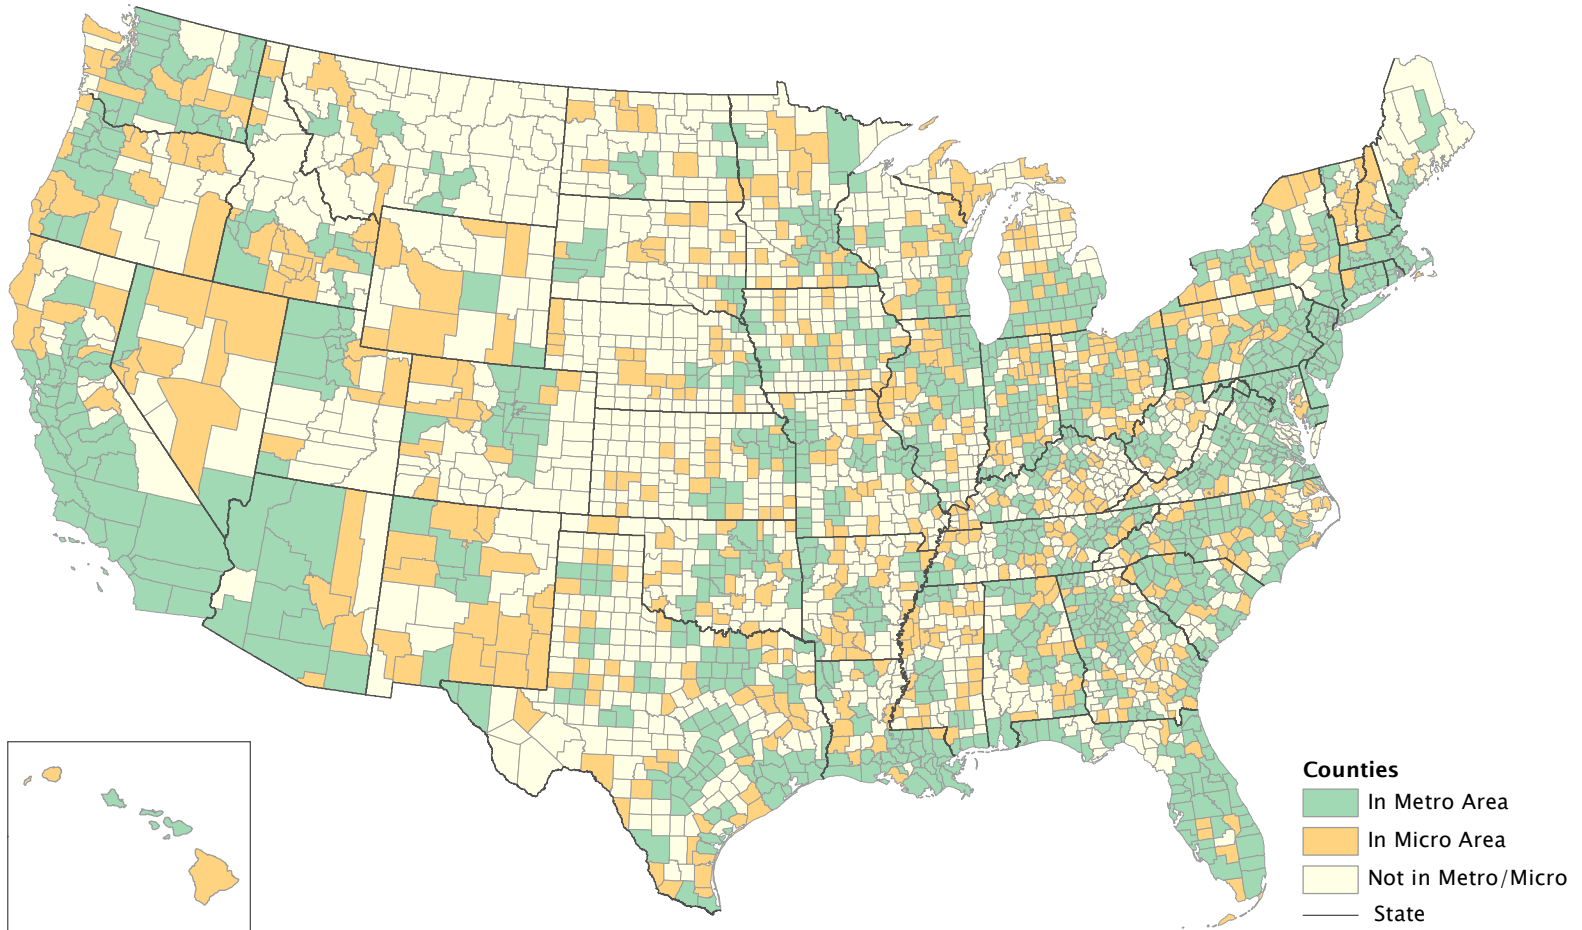 Counties
In Metro Area
In Micro Area
Not in Metro/Micro
State